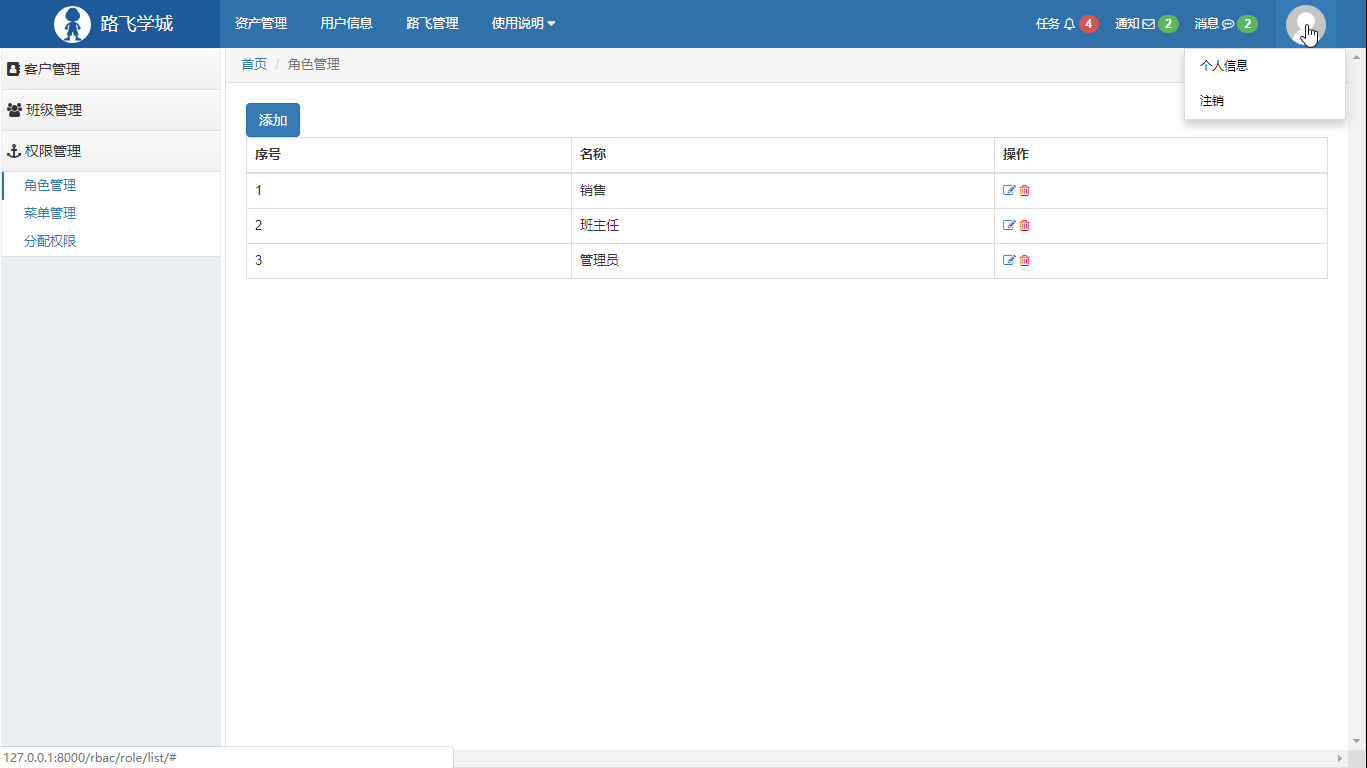 路飞学城 资产管理 用户信息 路飞管理 使用说明 任务 4 通知 2 消息 2
个人信息
注销
客户管理
班级管理
权限管理
角色管理
菜单管理
分配权限
首页 / 角色管理
添加
序号 名称 操作
1 销售
2 班主任
3 管理员
127.0.0.1:8000/rbac/role/list/#